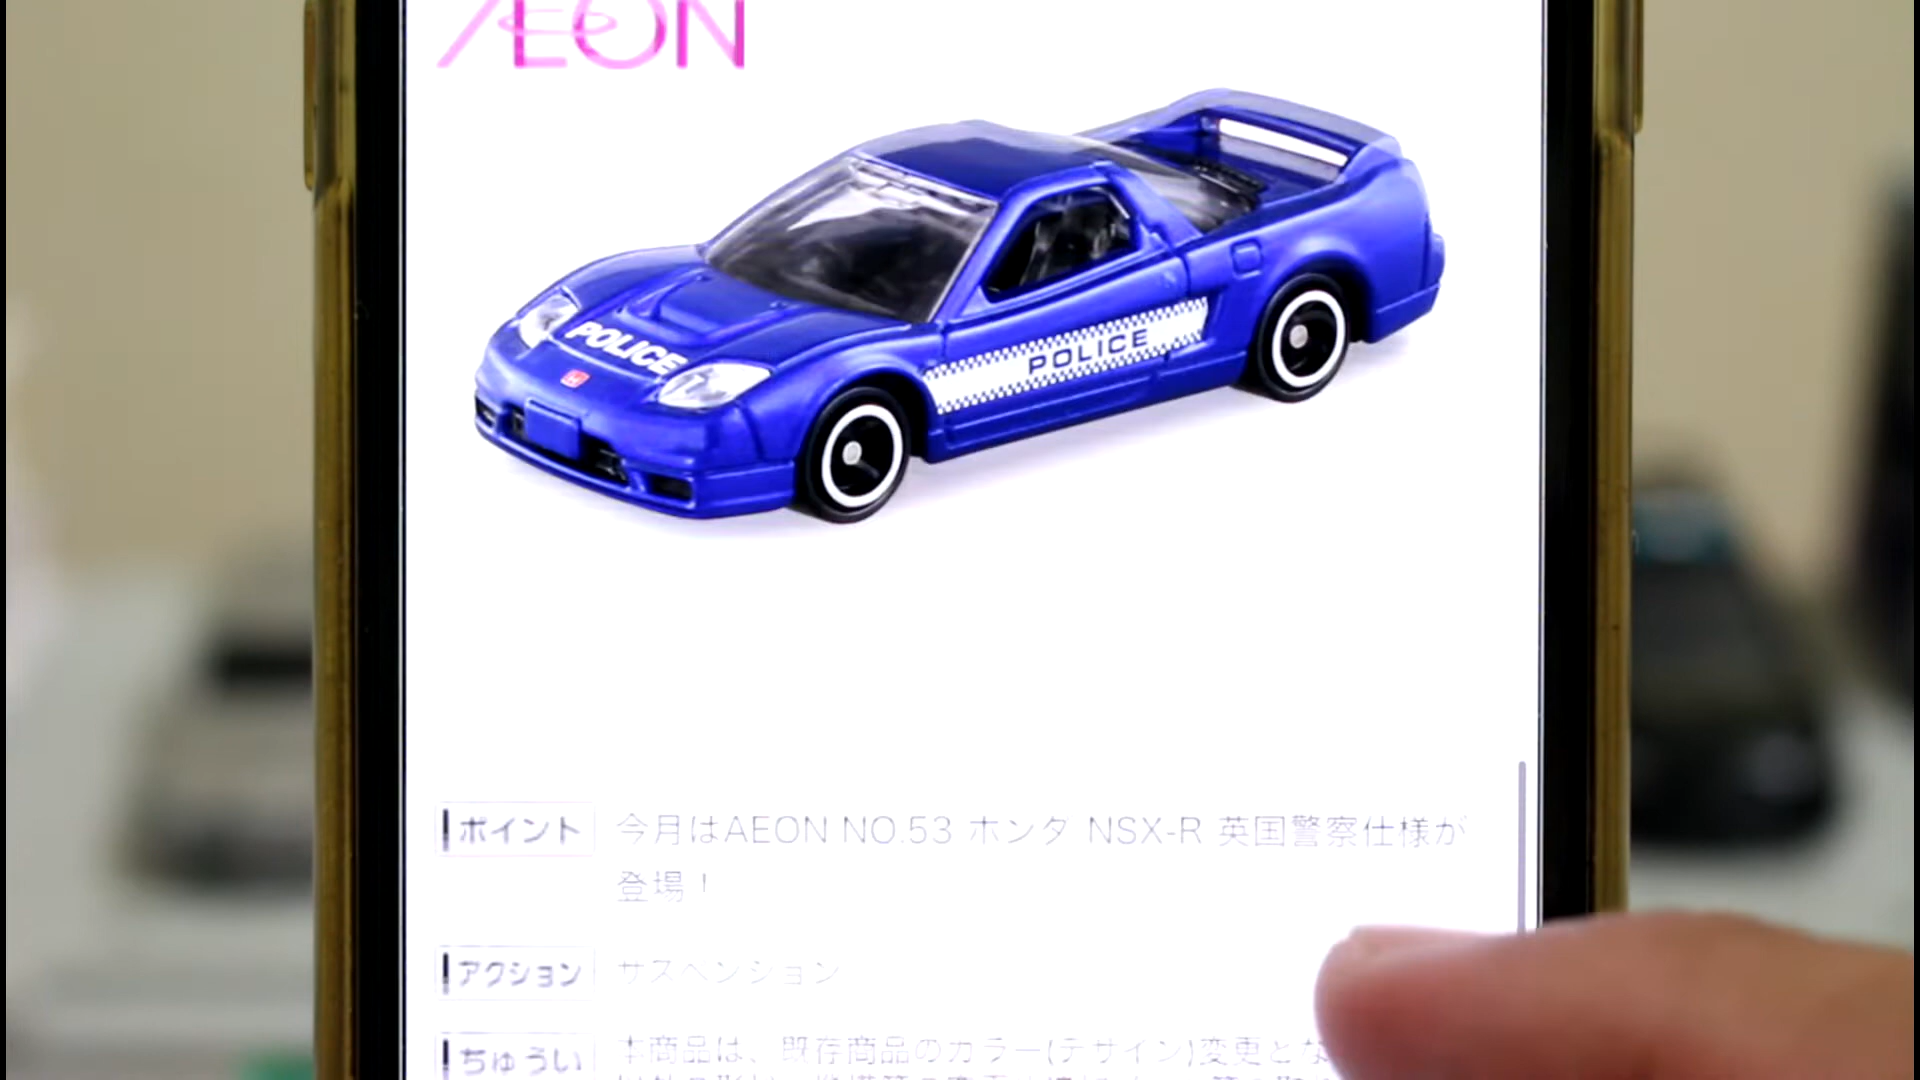 AEON
POLICE
POLICE
ポイント
今月はAEON NO.53 ホンダ NSX-R 英国警察仕様が
登場！
アクション
サスペンション
ちゅうい
本商品は、既存商品のカラー(デザイン)変更とな